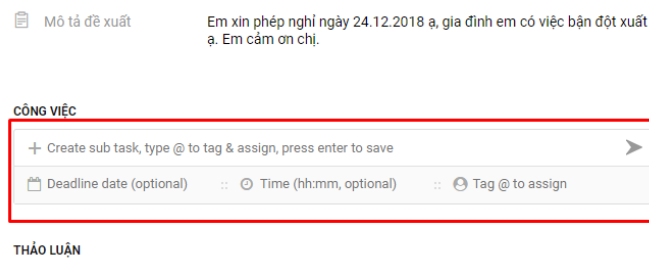 Mô tả đề xuất
Em xin phép nghỉ ngày 24.12.2018 ạ, gia đình em có việc bận đột xuất
ạ. Em cảm ơn chị.
CÔNG VIỆC
Create sub task, type @ to tag & assign, press enter to save
Deadline date (optional) :: Time (hh:mm, optional) :: Tag @ to assign
THẢO LUẬN